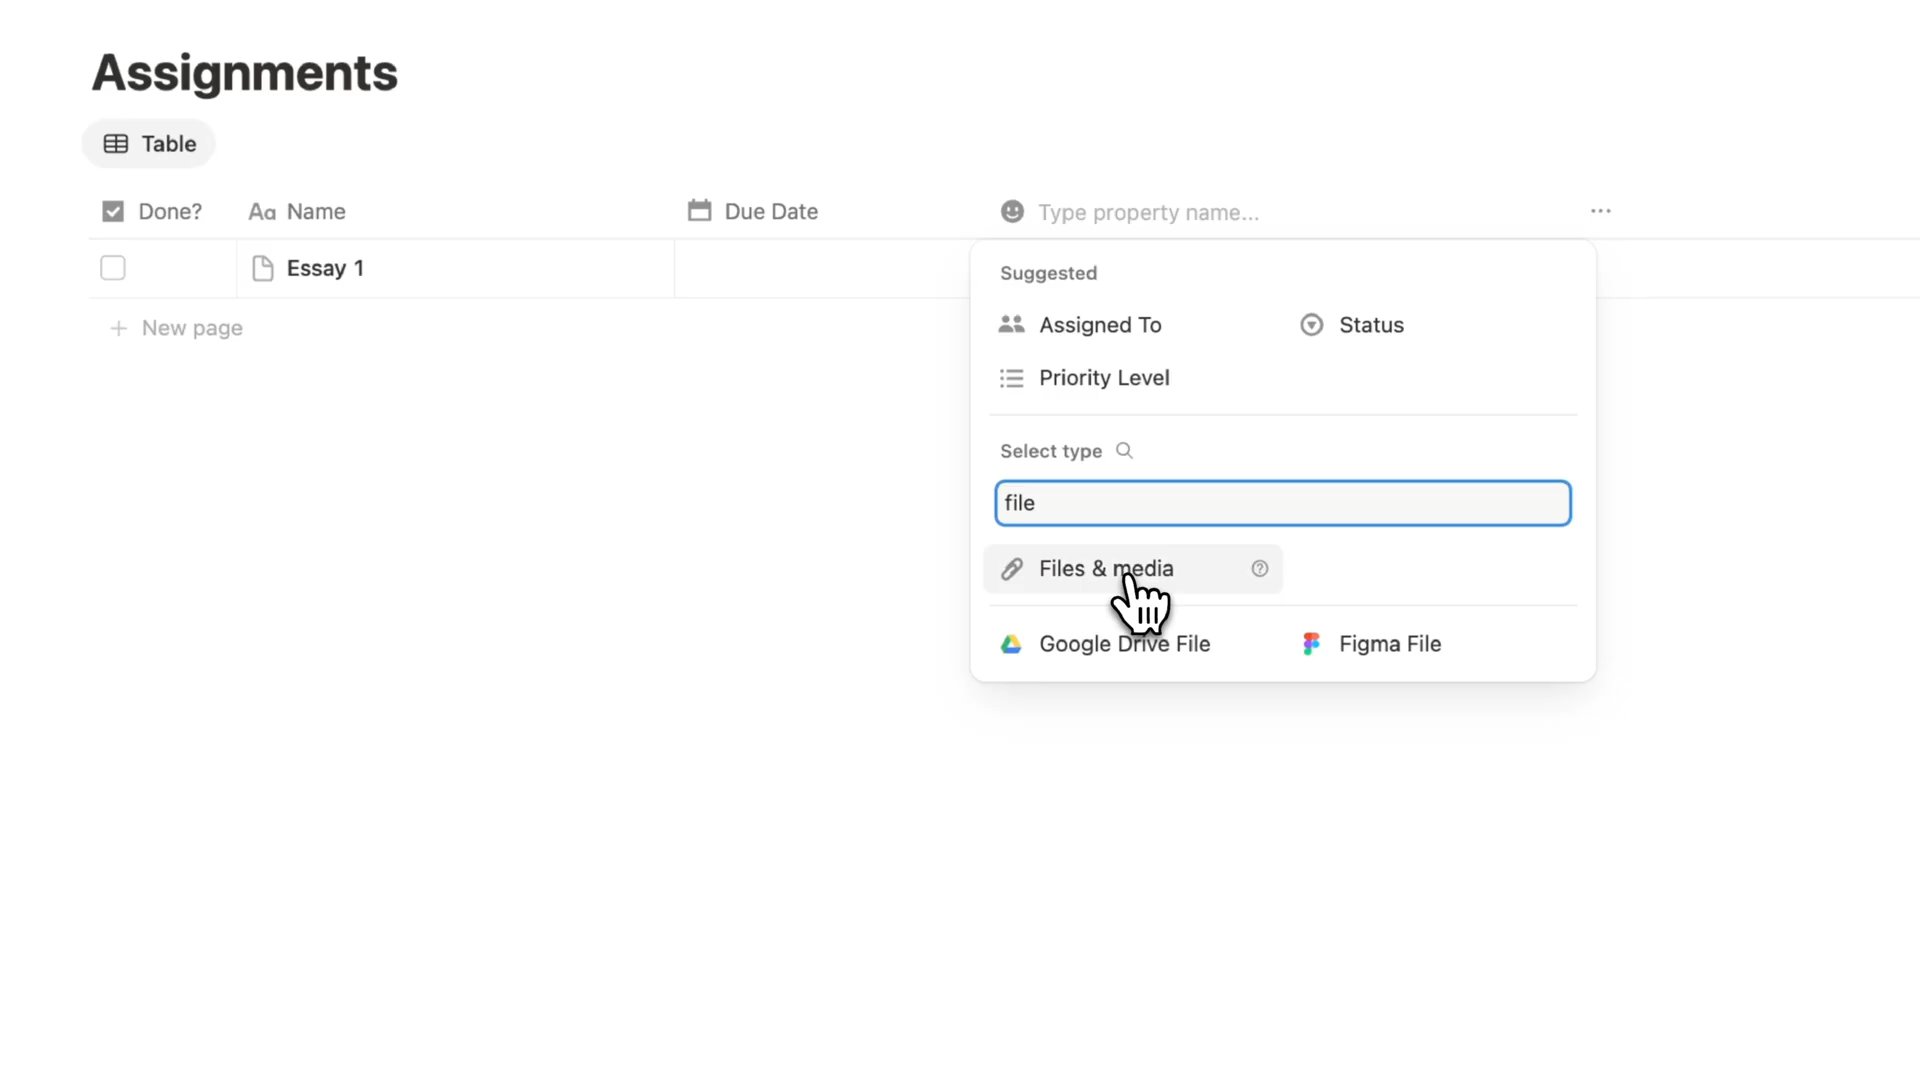 Assignments
Table
Done? Aa Name Due Date Type property name... ...
Essay 1
+ New page
Suggested
Assigned To Status
Priority Level
Select type
file
Files & media ?
Google Drive File Figma File